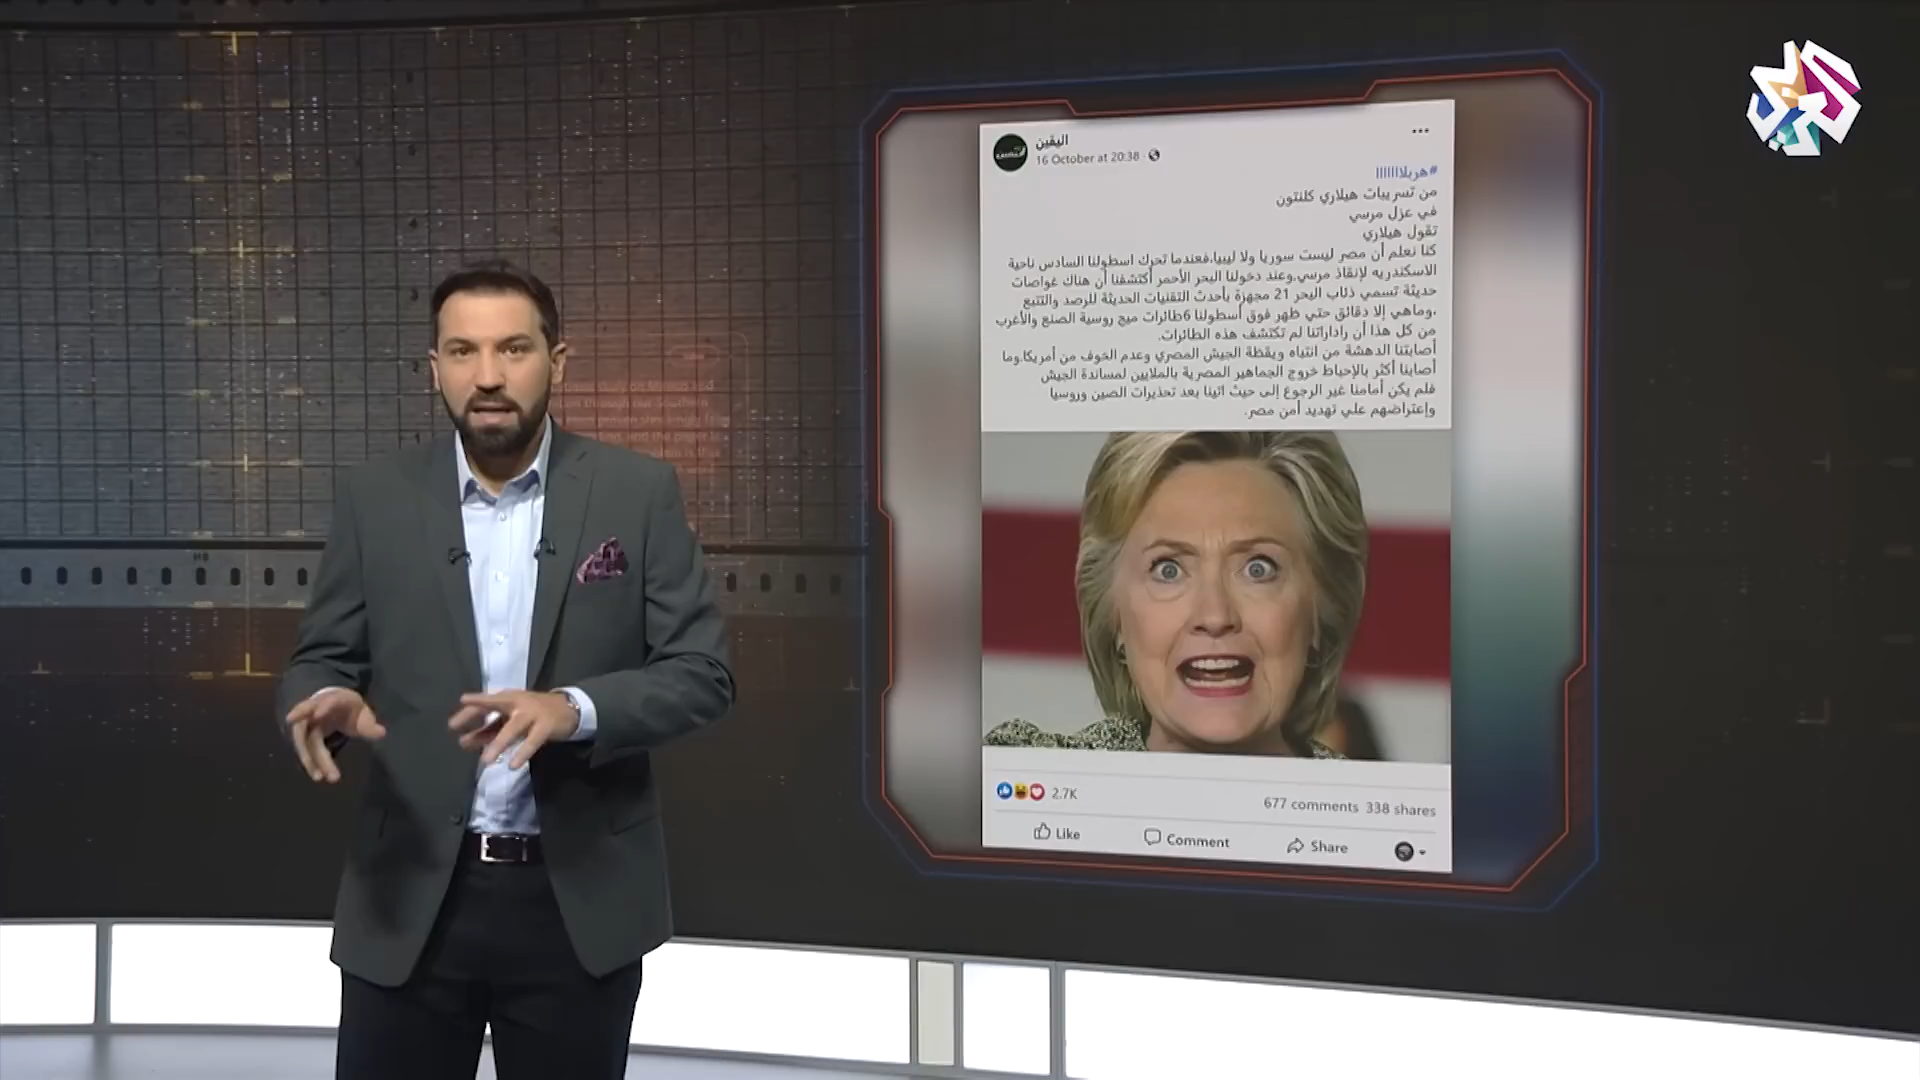 اليقين
16 October at 20:38
#هربلااااااااا
من تسريبات هيلاري كلنتون
في عزل مرسي
تقول هيلاري
كنا نعلم أن مصر ليست سوريا ولا ليبيا،فعندما تحرك اسطولنا السادس ناحية
الاسكندريه لإنقاذ مرسي.وعند دخولنا البحر الأحمر أكتشفنا أن هناك غواصات
حديثة تسمي ذئاب البحر 21 مجهزة بأحدث التقنيات الحديثة للرصد والتتبع
،وماهي إلا دقائق حتي ظهر فوق أسطولنا 6طائرات ميج روسية الصنع والأغرب
من كل هذا أن راداراتنا لم تكتشف هذه الطائرات.
أصابتنا الدهشة من انتباه ويقظة الجيش المصري وعدم الخوف من أمريكا.وما
أصابنا أكثر بالإحباط خروج الجماهير المصرية بالملايين لمساندة الجيش
فلم يكن أمامنا غير الرجوع إلى حيث اتينا بعد تحذيرات الصين وروسيا
وإعتراضهم علي تهديد أمن مصر.
2.7K
677 comments 338 shares
Like Comment Share